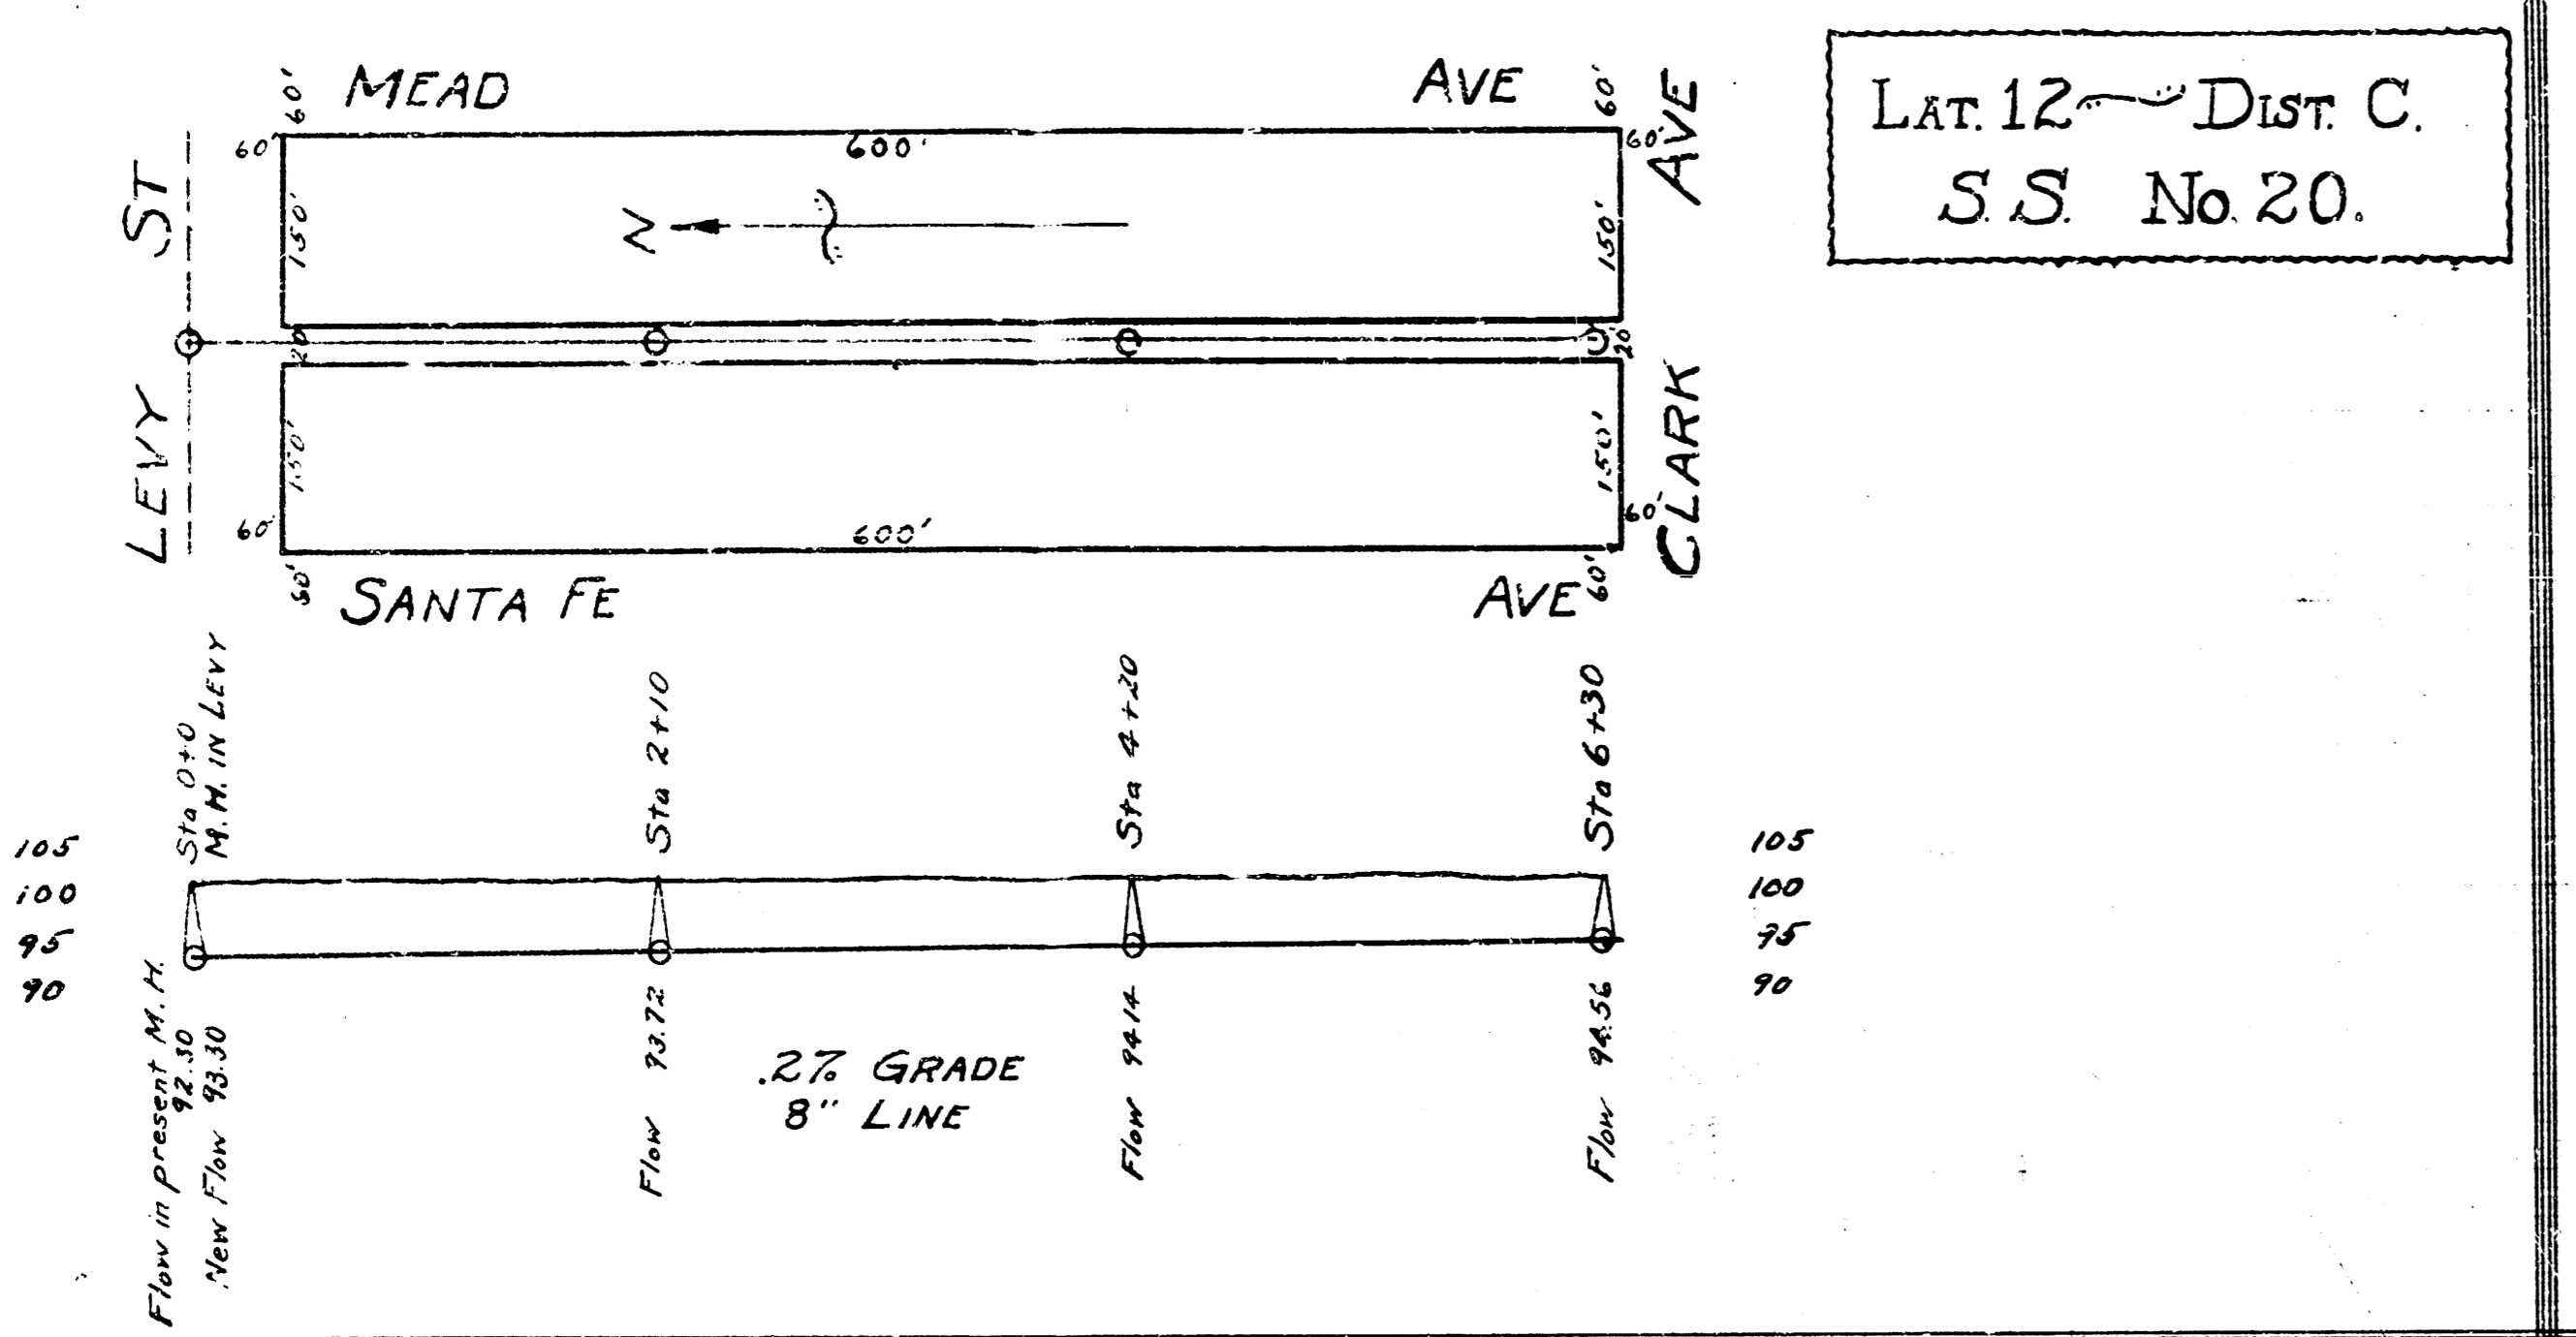 LAT. 12 DIST. C.
S.S. No. 20.
MEAD AVE
60'
60'
60'
60'
600'
LEVY ST
CLARK AVE
150'
150'
N
20'
20'
150'
150'
60'
60'
600'
60'
60'
SANTA FE AVE
Sta 0+0
M.H. IN LEVY
Sta 2+10
Sta 4+20
Sta 6+30
105
100
95
90
105
100
95
90
Flow in present M.H.
92.30
New Flow 93.30
Flow 93.72
Flow 94.14
Flow 94.56
.2% GRADE
8" LINE